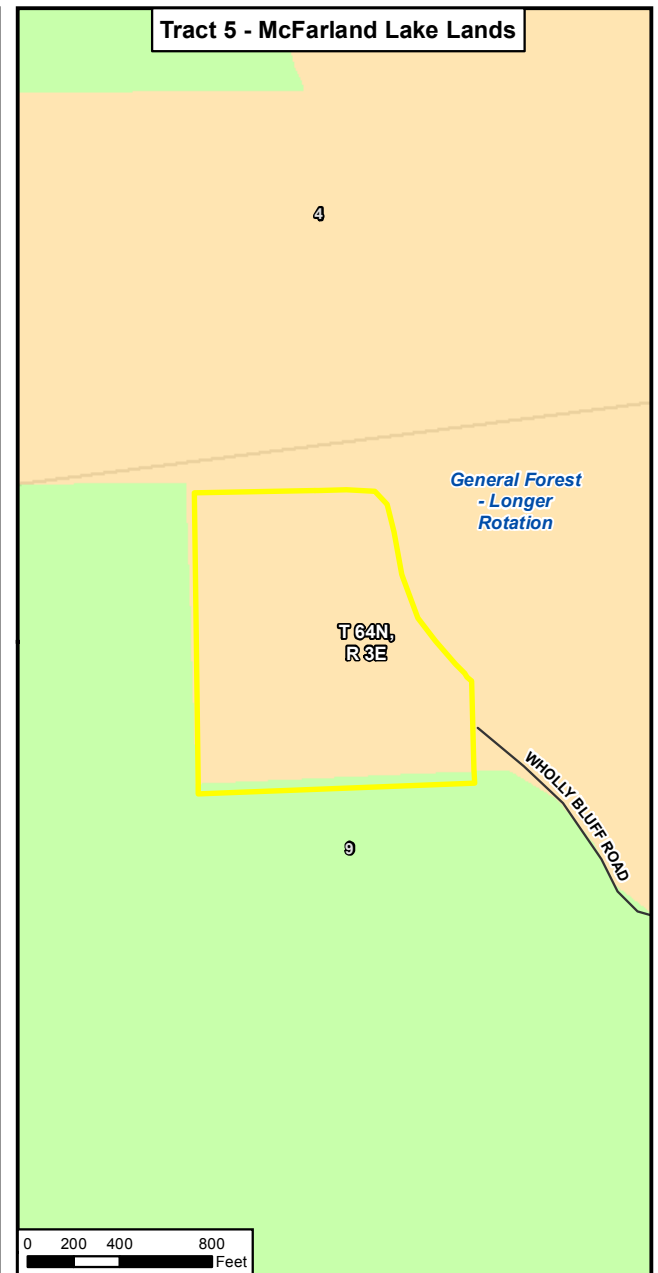 Tract 5 - McFarland Lake Lands
4
General Forest
- Longer
Rotation
T 64N,
R 3E
WHOLLY BLUFF ROAD
9
0 200 400 800
Feet